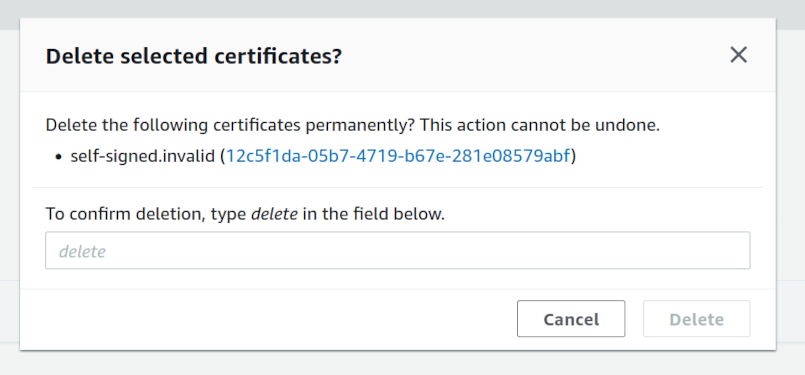 Delete selected certificates?
Delete the following certificates permanently? This action cannot be undone.
• self-signed.invalid (12c5f1da-05b7-4719-b67e-281e08579abf)
To confirm deletion, type delete in the field below.
delete
Cancel
Delete